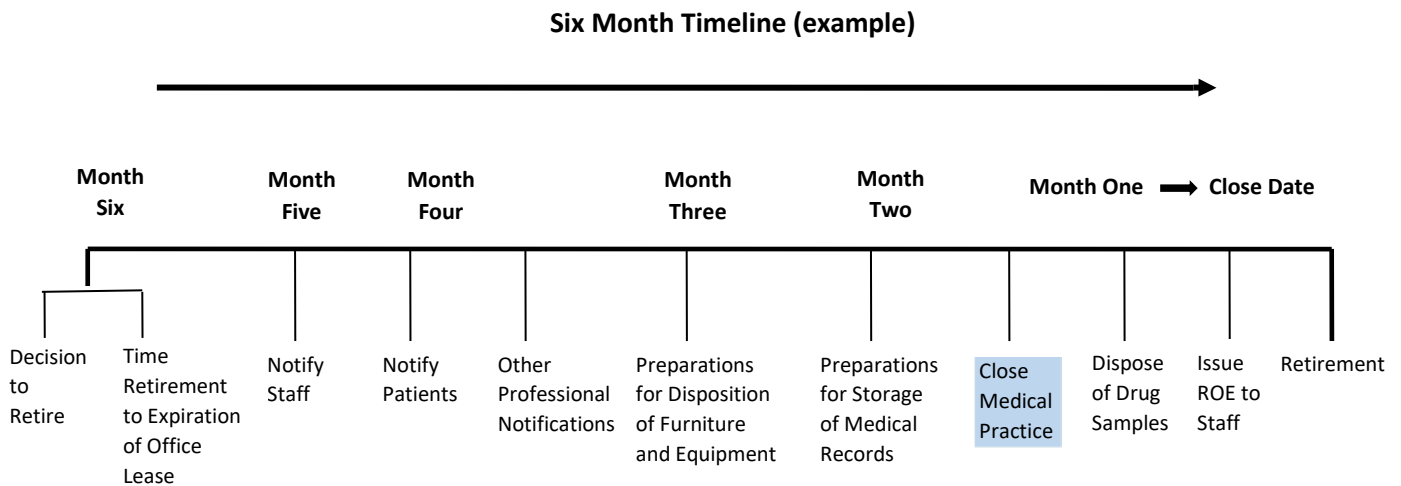 Six Month Timeline (example)
Month
Six
Month
Five
Month
Four
Month
Three
Month
Two
Month One
Close Date
Decision
to
Retire
Time
Retirement
to Expiration
of Office
Lease
Notify
Staff
Notify
Patients
Other
Professional
Notifications
Preparations
for Disposition
of Furniture
and Equipment
Preparations
for Storage
of Medical
Records
Close
Medical
Practice
Dispose
of Drug
Samples
Issue
ROE to
Staff
Retirement